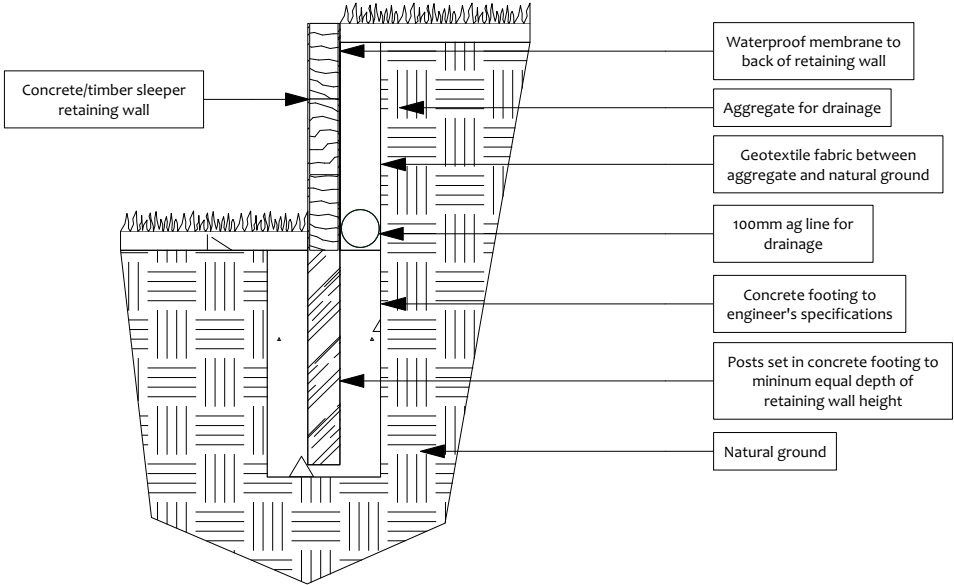 Concrete/timber sleeper
retaining wall
Waterproof membrane to
back of retaining wall
Aggregate for drainage
Geotextile fabric between
aggregate and natural ground
100mm ag line for
drainage
Concrete footing to
engineer's specifications
Posts set in concrete footing to
mininum equal depth of
retaining wall height
Natural ground